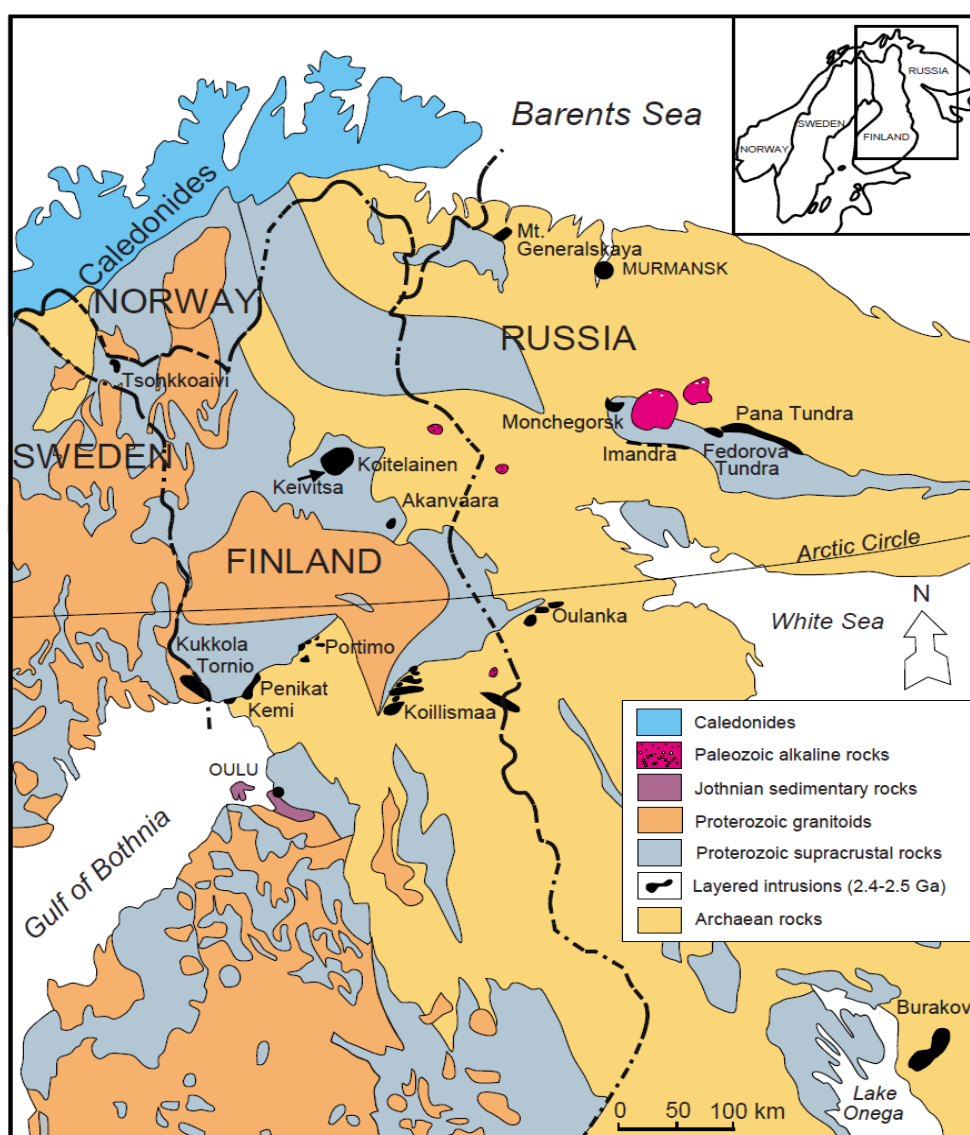 Barents Sea
RUSSIA
SWEDEN
FINLAND
NORWAY
Caledonides
Mt.
Generalskaya
MURMANSK
NORWAY
RUSSIA
Tsohkkoaivi
Monchegorsk
Pana Tundra
SWEDEN
Imandra
Fedorova
Tundra
Koitelainen
Keivitsa
Akanvaara
Arctic Circle
FINLAND
N
Oulanka
White Sea
Kukkola
Tornio
Portimo
Penikat
Kemi
Koillismaa
Caledonides
Paleozoic alkaline rocks
OULU
Jothnian sedimentary rocks
Proterozoic granitoids
Proterozoic supracrustal rocks
Gulf of Bothnia
Layered intrusions (2.4-2.5 Ga)
Archaean rocks
Burakov
Lake
Onega
0 50 100 km